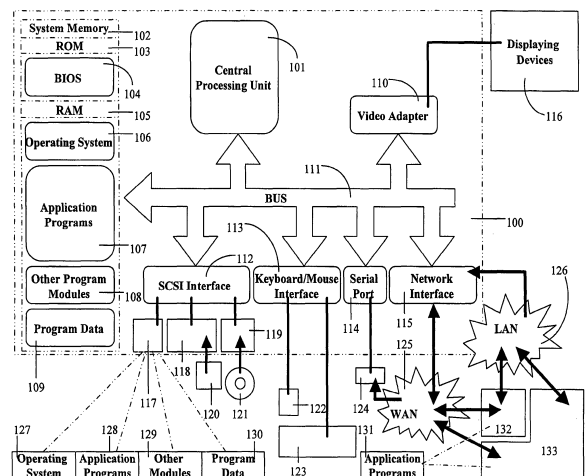 System Memory
102
ROM
103
BIOS
104
RAM
105
Operating System
106
Application
Programs
107
Other Program
Modules
108
Program Data
109
Central
Processing Unit
101
110
Video Adapter
Displaying
Devices
116
111
BUS
100
113
112
SCSI Interface
Keyboard/Mouse
Interface
Serial
Port
114
Network
Interface
115
126
LAN
125
WAN
117
118
119
120
121
122
123
124
132
133
127
128
129
130
131
Operating
System
Application
Programs
Other
Modules
Program
Data
Application
Programs